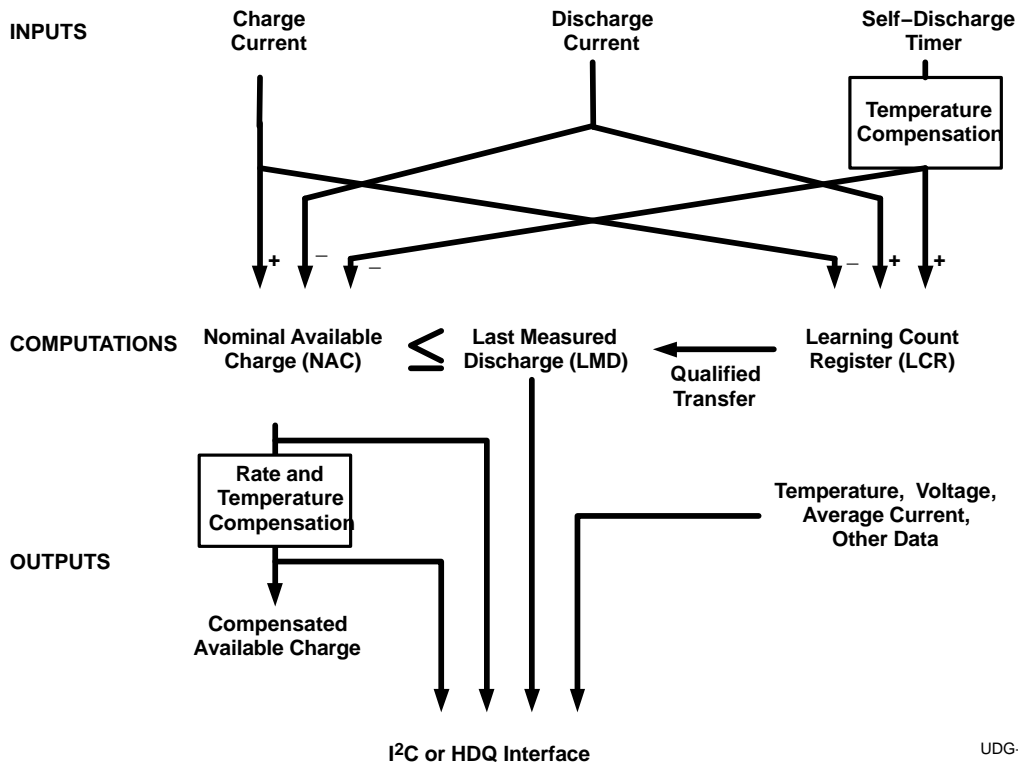 INPUTS
Charge
Current
Discharge
Current
Self–Discharge
Timer
Temperature
Compensation
+
–
–
–
+
+
COMPUTATIONS
Nominal Available
Charge (NAC)
≤
Last Measured
Discharge (LMD)
Qualified
Transfer
Learning Count
Register (LCR)
Rate and
Temperature
Compensation
Temperature, Voltage,
Average Current,
Other Data
OUTPUTS
Compensated
Available Charge
I²C or HDQ Interface
UDG-